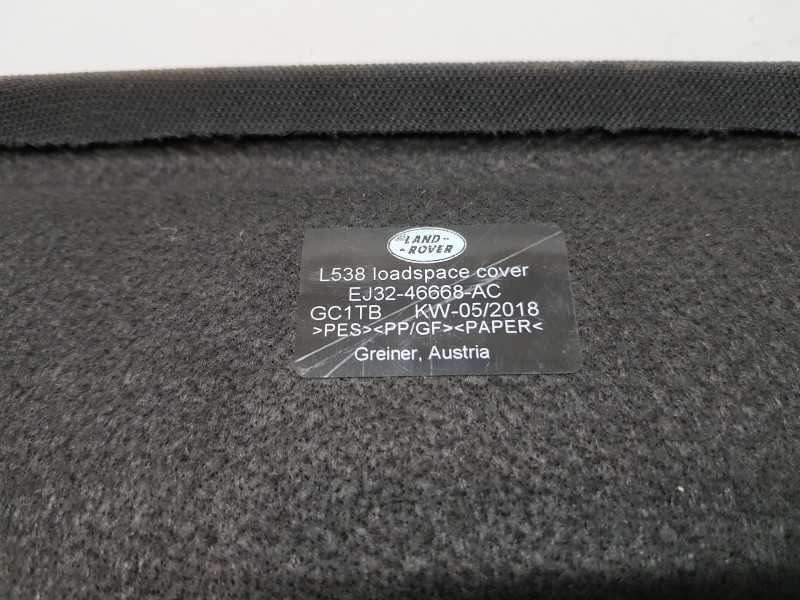 LAND
ROVER
L538 loadspace cover
EJ32-46668-AC
GC1TB KW-05/2018
>PES><PP/GF><PAPER<
Greiner, Austria